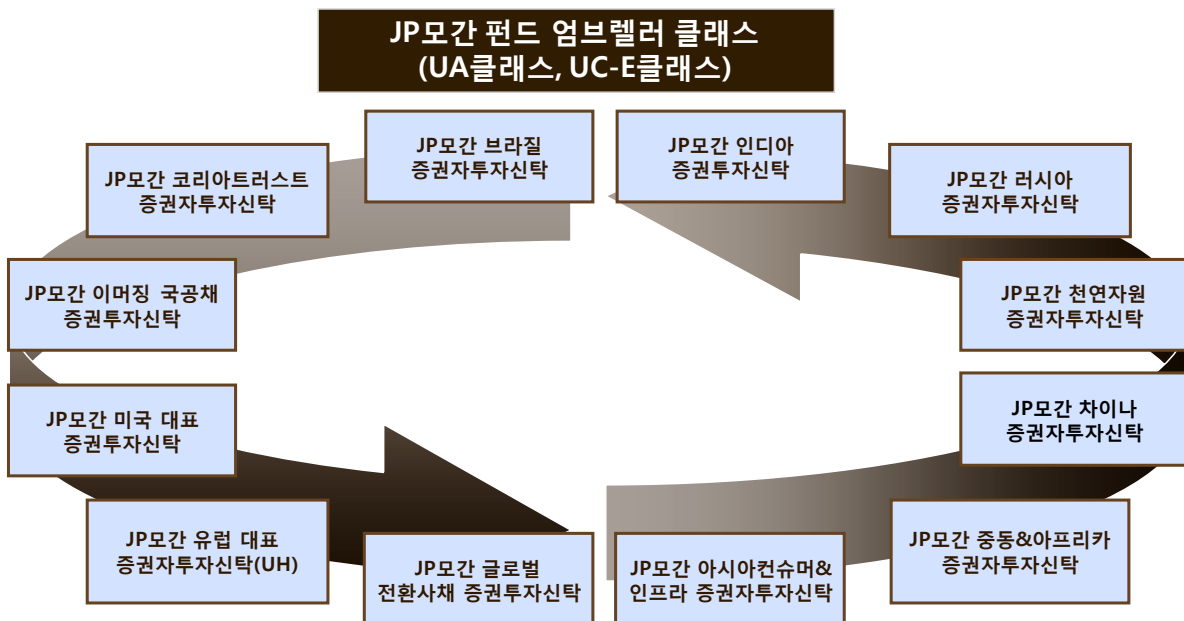 JP모간 펀드 엄브렐러 클래스
(UA클래스, UC-E클래스)
JP모간 브라질
증권자투자신탁
JP모간 인디아
증권자투자신탁
JP모간 코리아트러스트
증권자투자신탁
JP모간 러시아
증권자투자신탁
JP모간 이머징 국공채
증권투자신탁
JP모간 천연자원
증권자투자신탁
JP모간 미국 대표
증권투자신탁
JP모간 차이나
증권자투자신탁
JP모간 유럽 대표
증권자투자신탁(UH)
JP모간 글로벌
전환사채 증권투자신탁
JP모간 아시아컨슈머&
인프라 증권자투자신탁
JP모간 중동&아프리카
증권자투자신탁